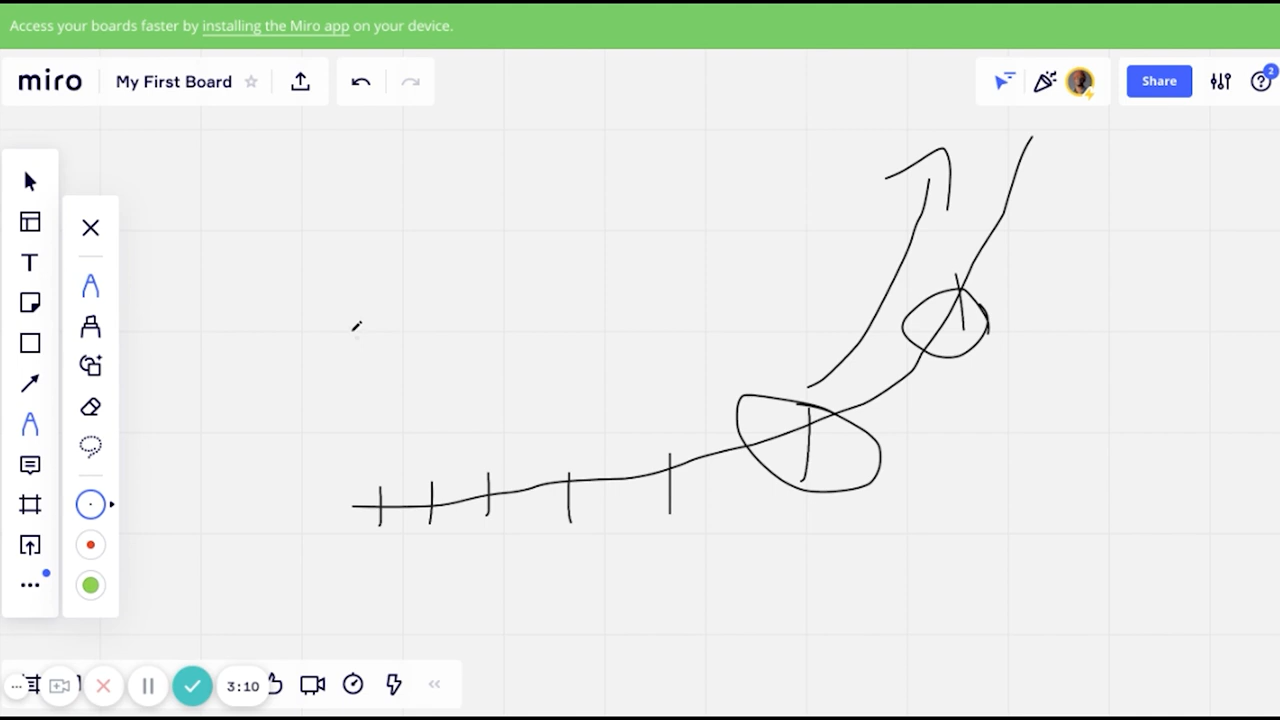 Access your boards faster by installing the Miro app on your device.
miro
My First Board
Share
2
T
3:10